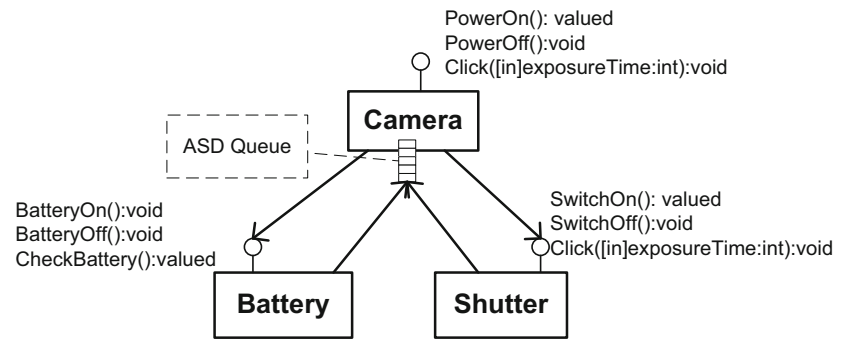 PowerOn(): valued
PowerOff():void
Click([in]exposureTime:int):void
Camera
ASD Queue
BatteryOn():void
BatteryOff():void
CheckBattery():valued
SwitchOn(): valued
SwitchOff():void
Click([in]exposureTime:int):void
Battery
Shutter